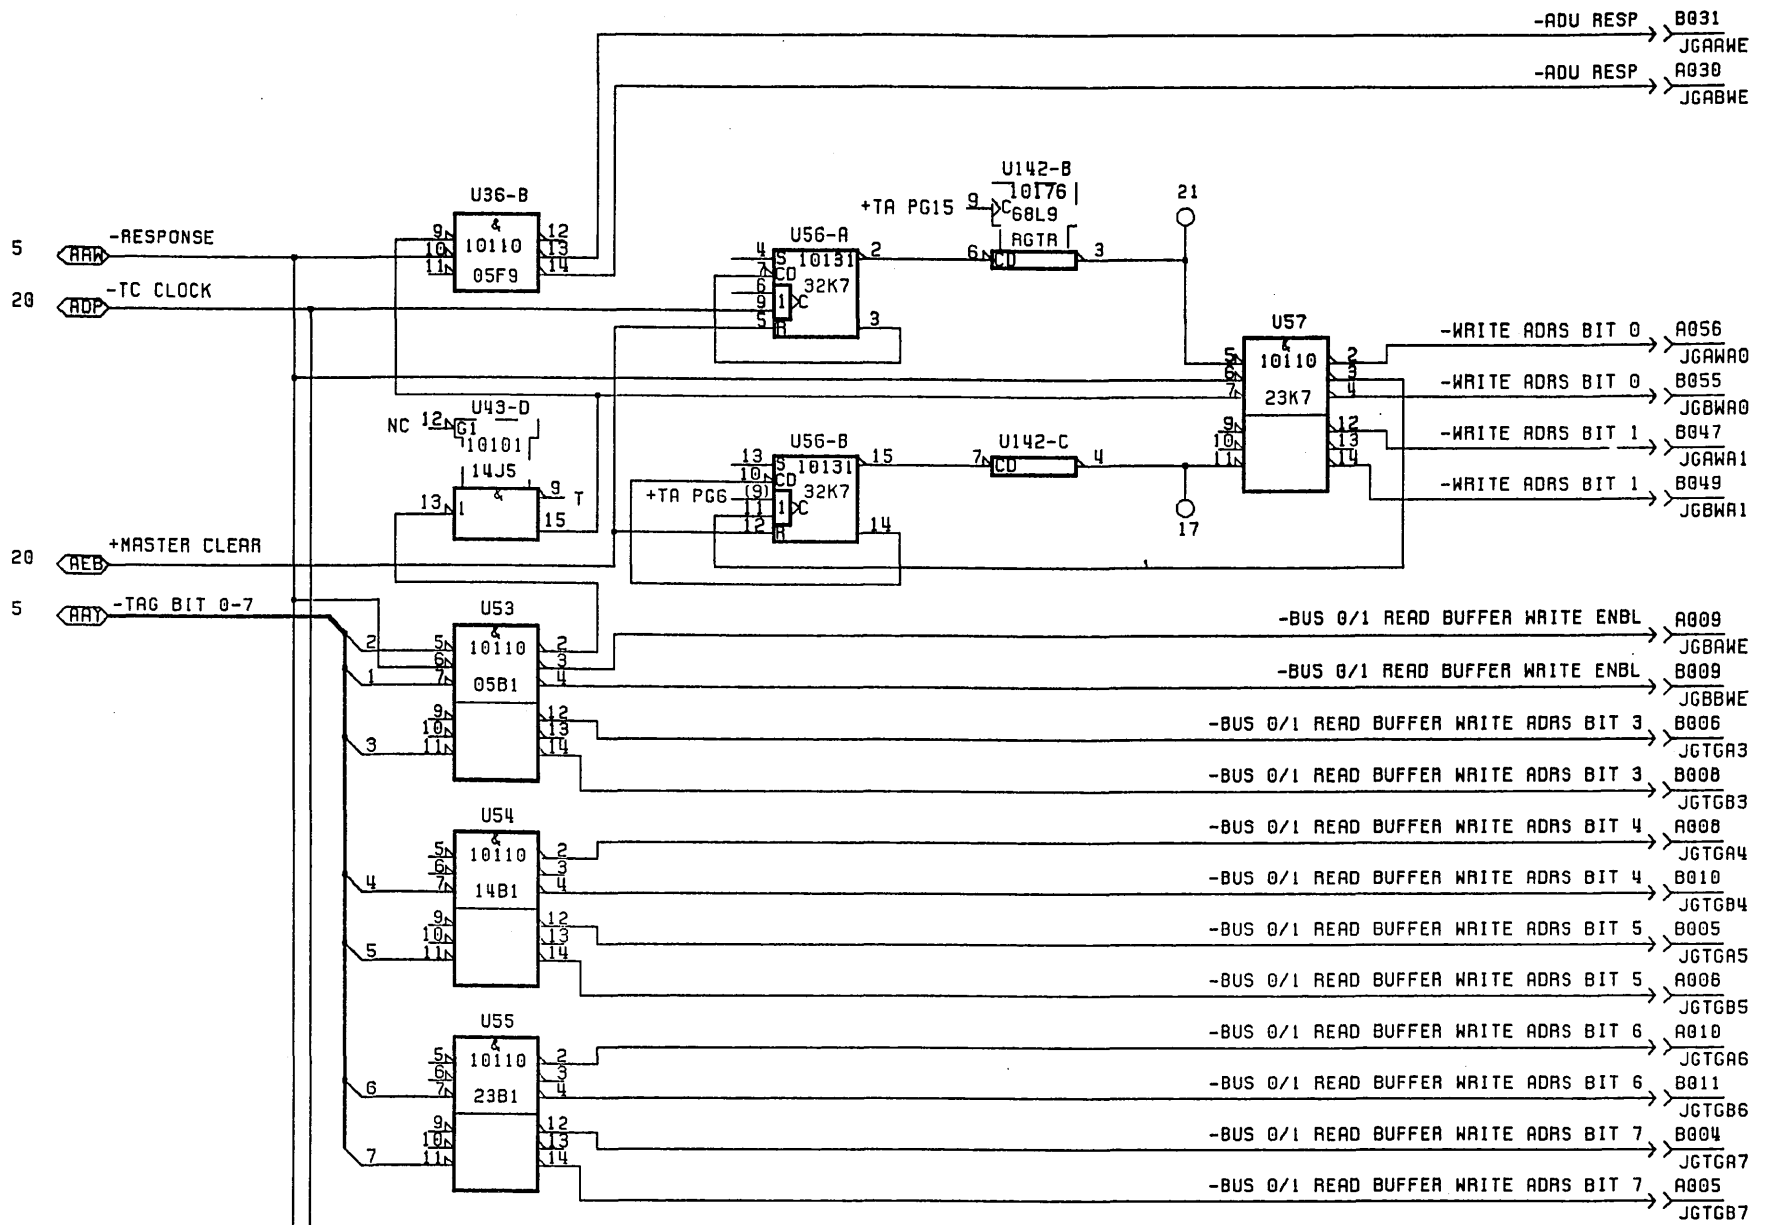 -ADU RESP B031
JGAAWE
-ADU RESP A030
JGABWE
U142-B
10176
+TA PG15 9 C 68L9
RGTR
6 CD 3
21
U36-B
&
9 10110 12
10 13
11 05F9 14
5 AAW -RESPONSE
20 ADP -TC CLOCK
U56-A
4 S 10131 2
7 CD
6 32K7
9 1 C
5 R 3
U57
&
5 10110 2
6 3
7 23K7 4
9 12
10 13
11 14
-WRITE ADRS BIT 0 A056
JGAWA0
-WRITE ADRS BIT 0 B055
JGBWA0
-WRITE ADRS BIT 1 B047
JGAWA1
-WRITE ADRS BIT 1 B049
JGBWA1
U43-D
NC 12 G1
10101
14J5
& 9 T
13 1
15
U56-B
13 S 10131 15
10 CD
+TA PG6 (9) 32K7
11 1 C
12 R 14
U142-C
7 CD 4
17
20 AEB +MASTER CLEAR
5 AAY -TAG BIT 0-7
U53
&
2 5 10110 2
6 3
1 7 05B1 4
9 12
10 13
3 11 14
-BUS 0/1 READ BUFFER WRITE ENBL A009
JGBAWE
-BUS 0/1 READ BUFFER WRITE ENBL B009
JGBBWE
-BUS 0/1 READ BUFFER WRITE ADRS BIT 3 B006
JGTGA3
-BUS 0/1 READ BUFFER WRITE ADRS BIT 3 B008
JGTGB3
U54
&
5 10110 2
6 3
4 7 14B1 4
9 12
10 13
5 11 14
-BUS 0/1 READ BUFFER WRITE ADRS BIT 4 A008
JGTGA4
-BUS 0/1 READ BUFFER WRITE ADRS BIT 4 B010
JGTGB4
-BUS 0/1 READ BUFFER WRITE ADRS BIT 5 B005
JGTGA5
-BUS 0/1 READ BUFFER WRITE ADRS BIT 5 A006
JGTGB5
U55
&
5 10110 2
6 3
6 7 23B1 4
9 12
10 13
7 11 14
-BUS 0/1 READ BUFFER WRITE ADRS BIT 6 A010
JGTGA6
-BUS 0/1 READ BUFFER WRITE ADRS BIT 6 B011
JGTGB6
-BUS 0/1 READ BUFFER WRITE ADRS BIT 7 B004
JGTGA7
-BUS 0/1 READ BUFFER WRITE ADRS BIT 7 A005
JGTGB7